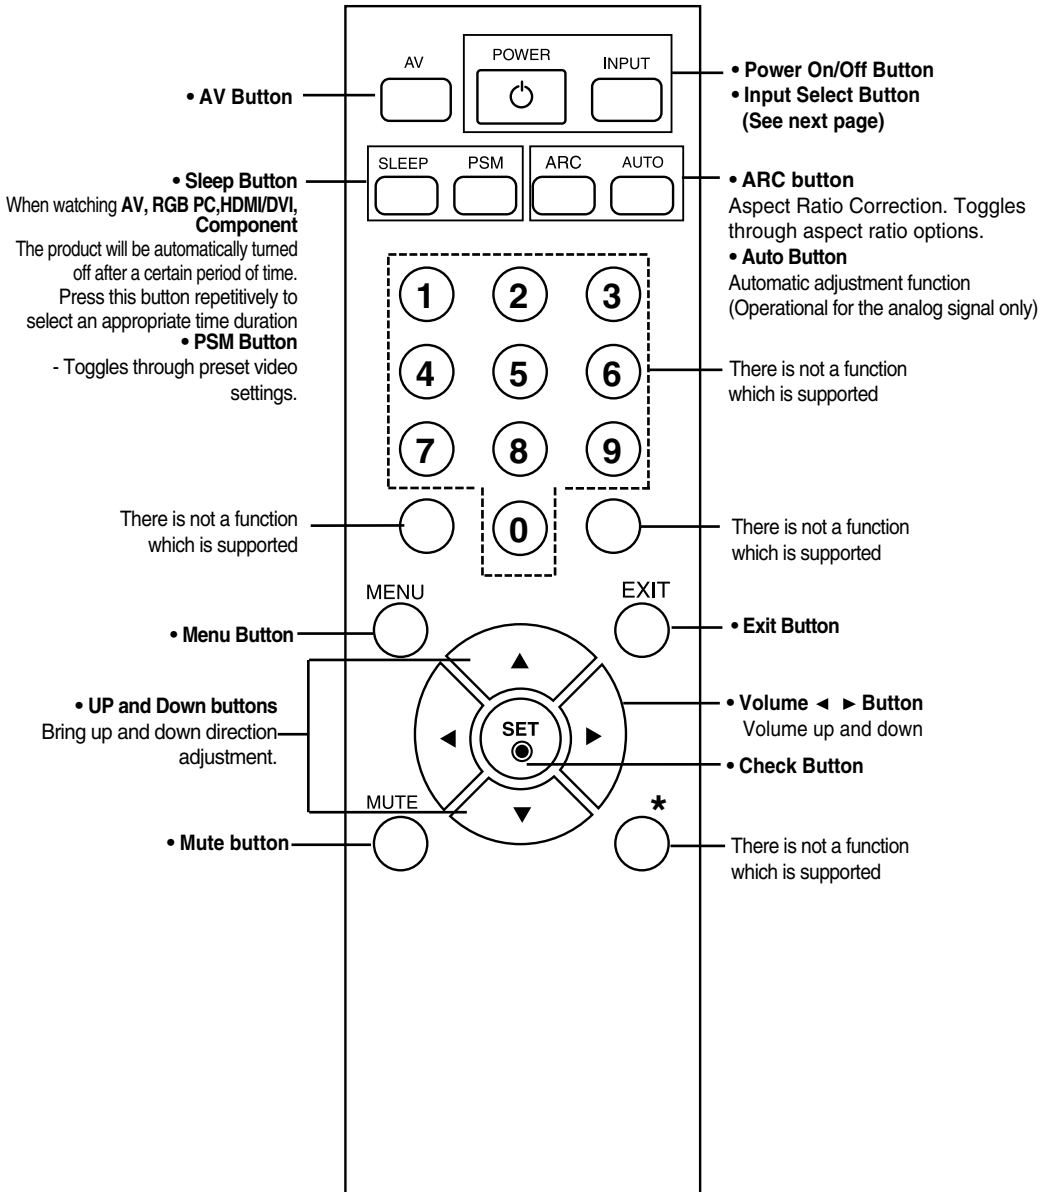 AV
POWER
INPUT
• AV Button
• Power On/Off Button
• Input Select Button
(See next page)
SLEEP
PSM
ARC
AUTO
• Sleep Button
When watching AV, RGB PC,HDMI/DVI,
Component
The product will be automatically turned
off after a certain period of time.
Press this button repetitively to
select an appropriate time duration
• PSM Button
- Toggles through preset video
settings.
• ARC button
Aspect Ratio Correction. Toggles
through aspect ratio options.
• Auto Button
Automatic adjustment function
(Operational for the analog signal only)
1 2 3
4 5 6
7 8 9
0
There is not a function
which is supported
There is not a function
which is supported
There is not a function
which is supported
MENU
EXIT
• Menu Button
• Exit Button
• UP and Down buttons
Bring up and down direction
adjustment.
SET
• Volume ◄ ► Button
Volume up and down
• Check Button
MUTE
*
• Mute button
There is not a function
which is supported